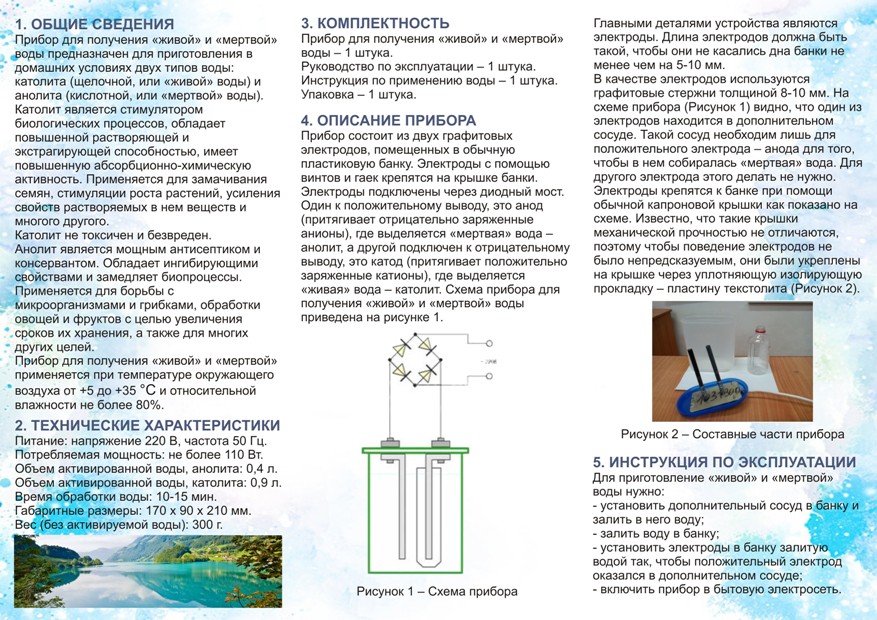 1. ОБЩИЕ СВЕДЕНИЯ
Прибор для получения «живой» и «мертвой»
воды предназначен для приготовления в
домашних условиях двух типов воды:
католита (щелочной, или «живой» воды) и
анолита (кислотной, или «мертвой» воды).
Католит является стимулятором
биологических процессов, обладает
повышенной растворяющей и
экстрагирующей способностью, имеет
повышенную абсорбционно-химическую
активность. Применяется для замачивания
семян, стимуляции роста растений, усиления
свойств растворяемых в нем веществ и
многого другого.
Католит не токсичен и безвреден.
Анолит является мощным антисептиком и
консервантом. Обладает ингибирующими
свойствами и замедляет биопроцессы.
Применяется для борьбы с
микроорганизмами и грибками, обработки
овощей и фруктов с целью увеличения
сроков их хранения, а также для многих
других целей.
Прибор для получения «живой» и «мертвой»
применяется при температуре окружающего
воздуха от +5 до +35 °C и относительной
влажности не более 80%.
2. ТЕХНИЧЕСКИЕ ХАРАКТЕРИСТИКИ
Питание: напряжение 220 В, частота 50 Гц.
Потребляемая мощность: не более 110 Вт.
Объем активированной воды, анолита: 0,4 л.
Объем активированной воды, католита: 0,9 л.
Время обработки воды: 10-15 мин.
Габаритные размеры: 170 х 90 х 210 мм.
Вес (без активируемой воды): 300 г.
3. КОМПЛЕКТНОСТЬ
Прибор для получения «живой» и «мертвой»
воды – 1 штука.
Руководство по эксплуатации – 1 штука.
Инструкция по применению воды – 1 штука.
Упаковка – 1 штука.
4. ОПИСАНИЕ ПРИБОРА
Прибор состоит из двух графитовых
электродов, помещенных в обычную
пластиковую банку. Электроды с помощью
винтов и гаек крепятся на крышке банки.
Электроды подключены через диодный мост.
Один к положительному выводу, это анод
(притягивает отрицательно заряженные
анионы), где выделяется «мертвая» вода –
анолит, а другой подключен к отрицательному
выводу, это катод (притягивает положительно
заряженные катионы), где выделяется
«живая» вода – католит. Схема прибора для
получения «живой» и «мертвой» воды
приведена на рисунке 1.
Рисунок 1 – Схема прибора
Главными деталями устройства являются
электроды. Длина электродов должна быть
такой, чтобы они не касались дна банки не
менее чем на 5-10 мм.
В качестве электродов используются
графитовые стержни толщиной 8-10 мм. На
схеме прибора (Рисунок 1) видно, что один из
электродов находится в дополнительном
сосуде. Такой сосуд необходим лишь для
положительного электрода – анода для того,
чтобы в нем собиралась «мертвая» вода. Для
другого электрода этого делать не нужно.
Электроды крепятся к банке при помощи
обычной капроновой крышки как показано на
схеме. Известно, что такие крышки
механической прочностью не отличаются,
поэтому чтобы поведение электродов не
было непредсказуемым, они были укреплены
на крышке через уплотняющую изолирующую
прокладку – пластину текстолита (Рисунок 2).
Рисунок 2 – Составные части прибора
5. ИНСТРУКЦИЯ ПО ЭКСПЛУАТАЦИИ
Для приготовление «живой» и «мертвой»
воды нужно:
- установить дополнительный сосуд в банку и
залить в него воду;
- залить воду в банку;
- установить электроды в банку залитую
водой так, чтобы положительный электрод
оказался в дополнительном сосуде;
- включить прибор в бытовую электросеть.